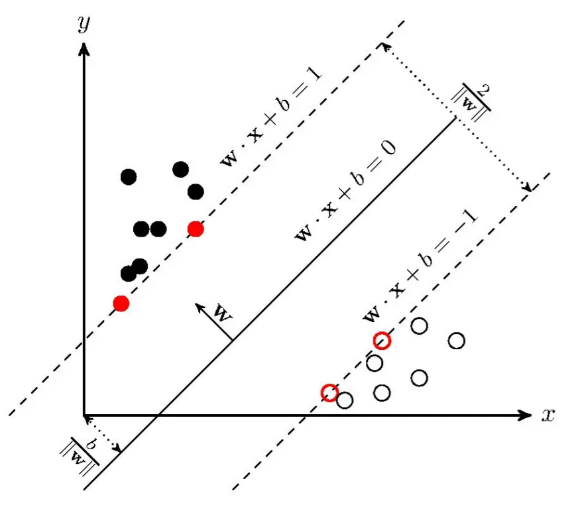 y
w · x + b = 1
2
‖w‖
w · x + b = 0
w · x + b = −1
w
x
b
‖w‖